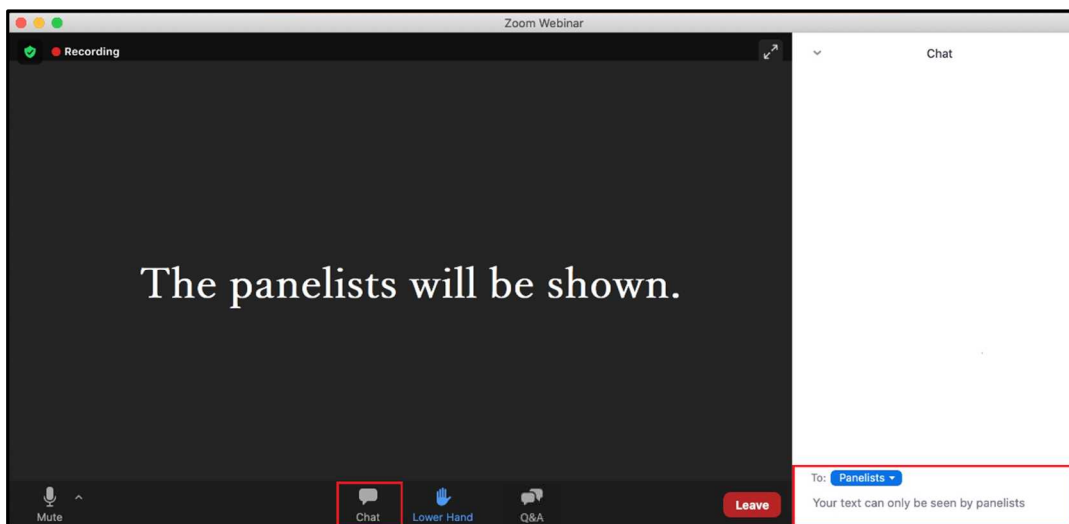 Zoom Webinar
Recording
Chat
The panelists will be shown.
To: Panelists
Your text can only be seen by panelists
Mute
Chat
Lower Hand
Q&A
Leave